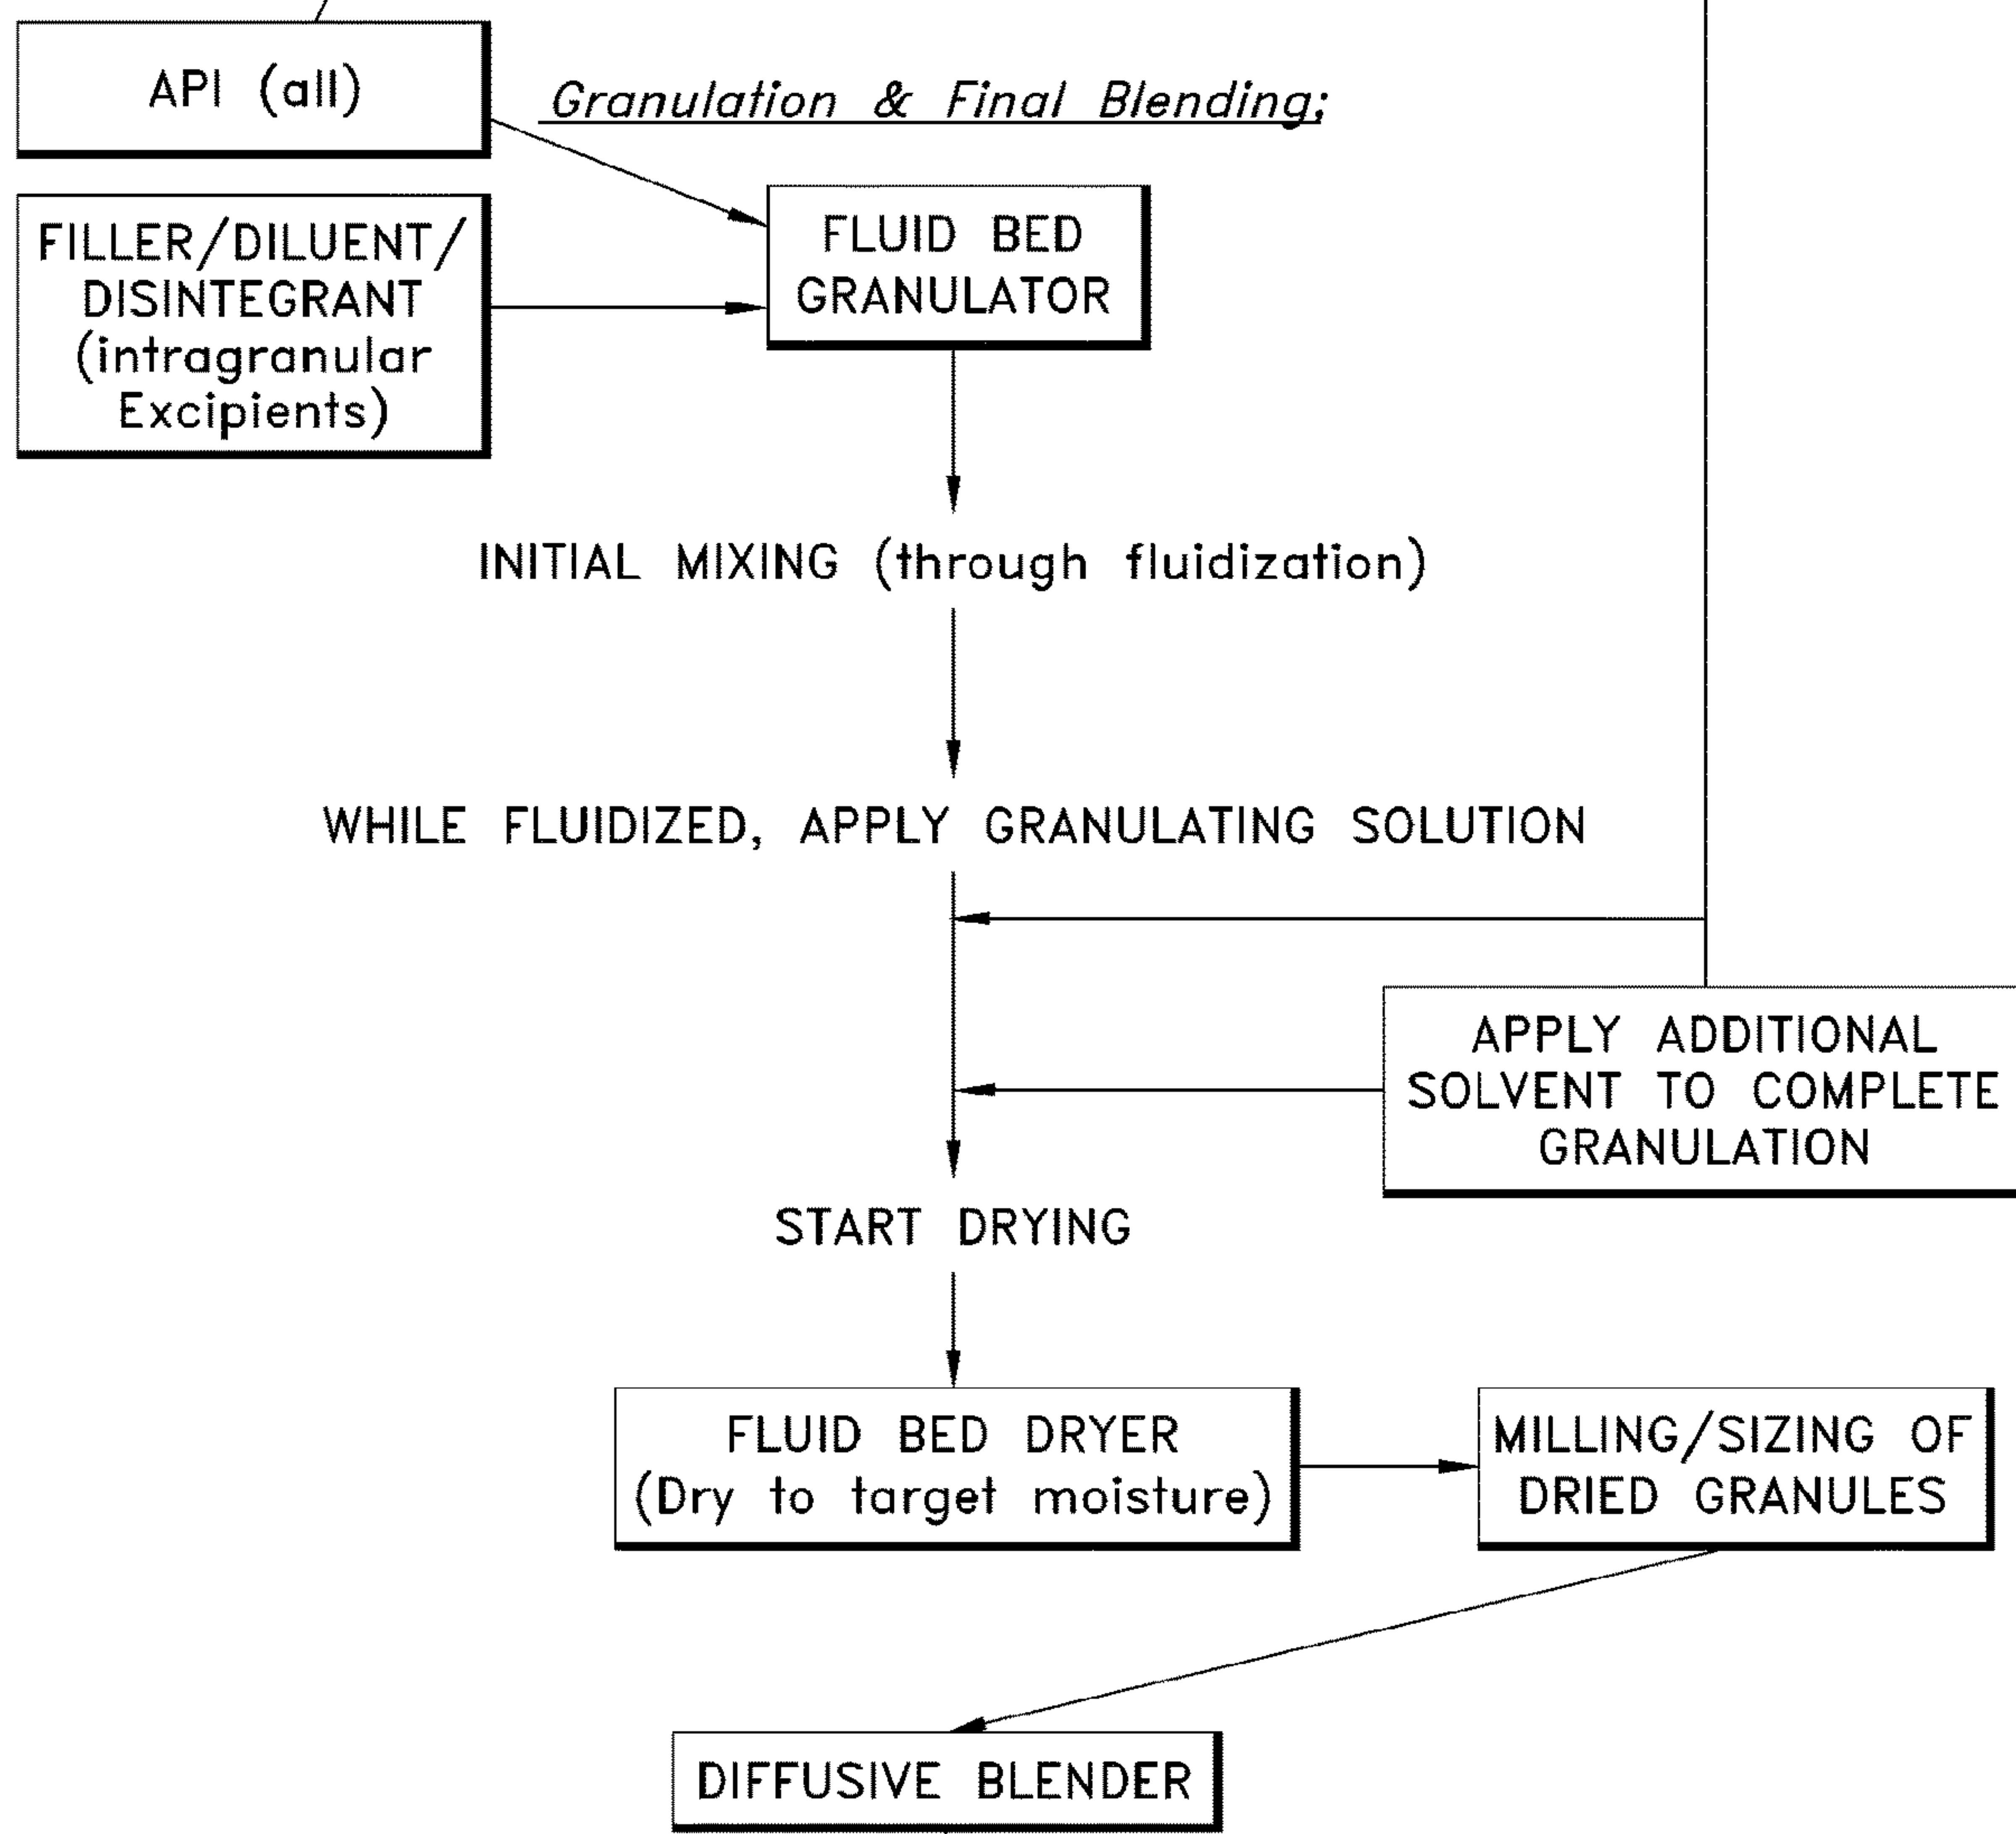 API (all)
Granulation & Final Blending;
FILLER/DILUENT/
DISINTEGRANT
(intragranular
Excipients)
FLUID BED
GRANULATOR
INITIAL MIXING (through fluidization)
WHILE FLUIDIZED, APPLY GRANULATING SOLUTION
APPLY ADDITIONAL
SOLVENT TO COMPLETE
GRANULATION
START DRYING
FLUID BED DRYER
(Dry to target moisture)
MILLING/SIZING OF
DRIED GRANULES
DIFFUSIVE BLENDER